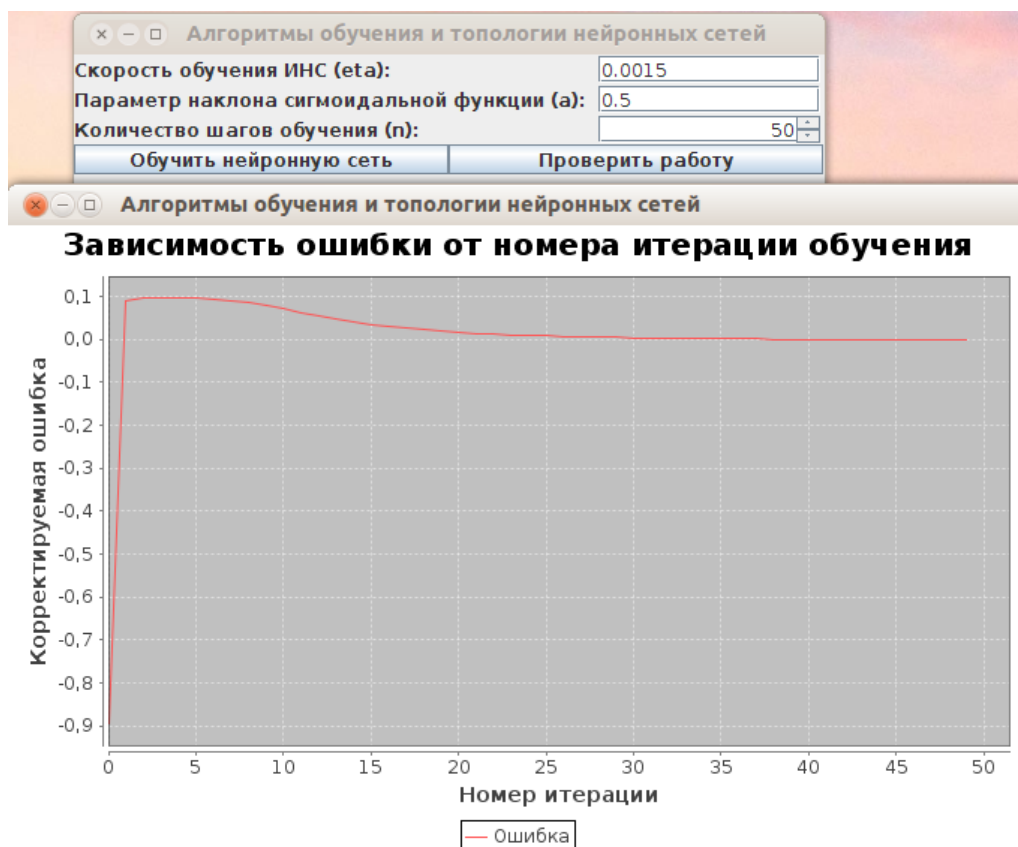 Алгоритмы обучения и топологии нейронных сетей
Скорость обучения ИНС (eta): 0.0015
Параметр наклона сигмоидальной функции (a): 0.5
Количество шагов обучения (n): 50
Обучить нейронную сеть Проверить работу
Алгоритмы обучения и топологии нейронных сетей
Зависимость ошибки от номера итерации обучения
Корректируемая ошибка
0,1
0,0
-0,1
-0,2
-0,3
-0,4
-0,5
-0,6
-0,7
-0,8
-0,9
0 5 10 15 20 25 30 35 40 45 50
Номер итерации
Ошибка